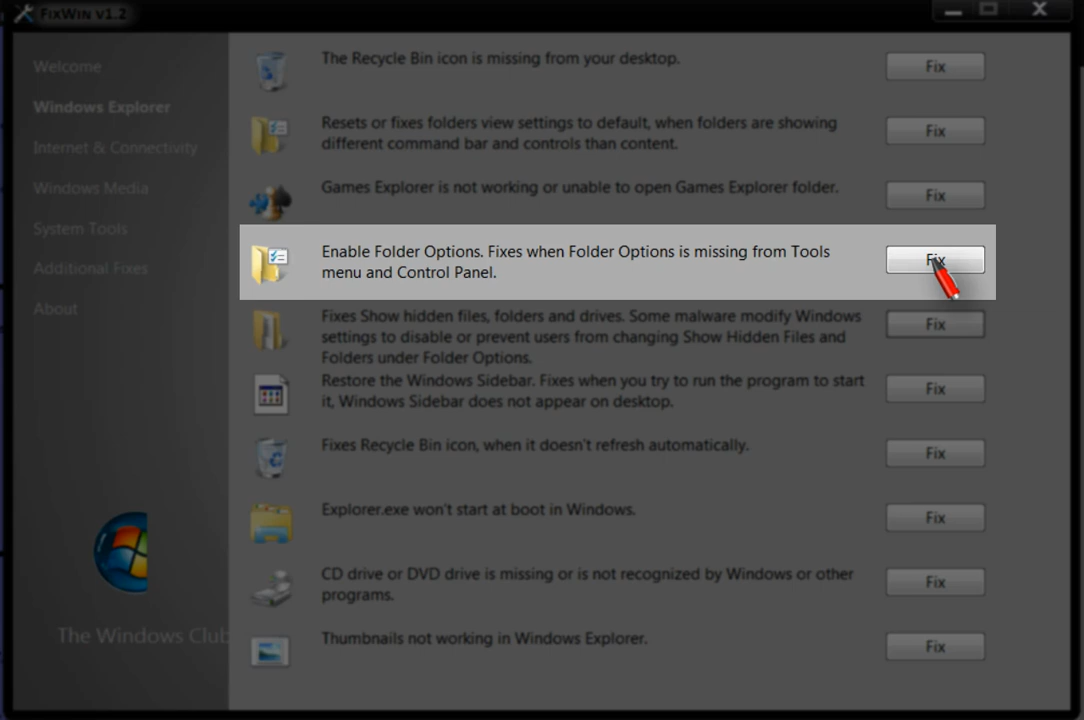 FixWin v1.2
Welcome
Windows Explorer
Internet & Connectivity
Windows Media
System Tools
Additional Fixes
About
The Windows Club
The Recycle Bin icon is missing from your desktop.
Fix
Resets or fixes folders view settings to default, when folders are showing
different command bar and controls than content.
Fix
Games Explorer is not working or unable to open Games Explorer folder.
Fix
Enable Folder Options. Fixes when Folder Options is missing from Tools
menu and Control Panel.
Fix
Fixes Show hidden files, folders and drives. Some malware modify Windows
settings to disable or prevent users from changing Show Hidden Files and
Folders under Folder Options.
Fix
Restore the Windows Sidebar. Fixes when you try to run the program to start
it, Windows Sidebar does not appear on desktop.
Fix
Fixes Recycle Bin icon, when it doesn't refresh automatically.
Fix
Explorer.exe won't start at boot in Windows.
Fix
CD drive or DVD drive is missing or is not recognized by Windows or other
programs.
Fix
Thumbnails not working in Windows Explorer.
Fix